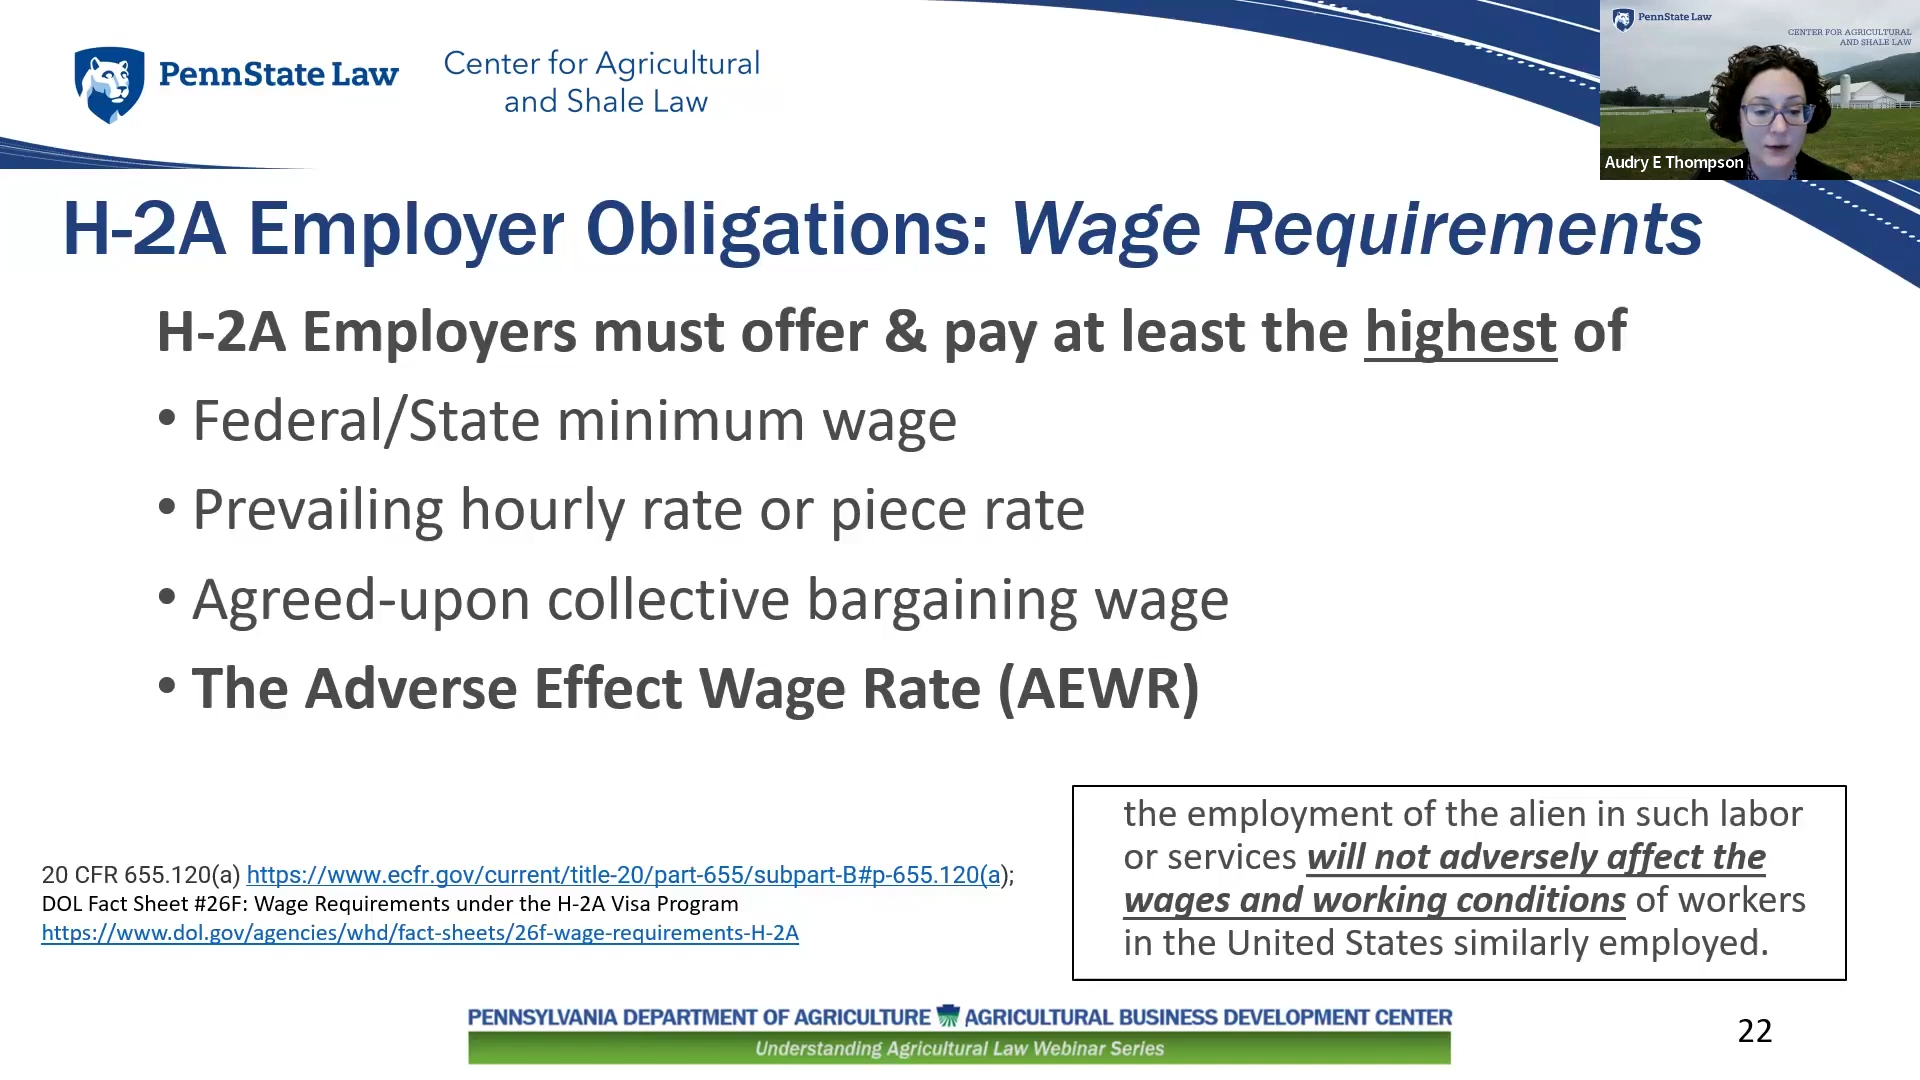 PennState Law
Center for Agricultural
and Shale Law
PennState Law
CENTER FOR AGRICULTURAL
AND SHALE LAW
Audry E Thompson
H-2A Employer Obligations: Wage Requirements
H-2A Employers must offer & pay at least the highest of
• Federal/State minimum wage
• Prevailing hourly rate or piece rate
• Agreed-upon collective bargaining wage
• The Adverse Effect Wage Rate (AEWR)
20 CFR 655.120(a) https://www.ecfr.gov/current/title-20/part-655/subpart-B#p-655.120(a);
DOL Fact Sheet #26F: Wage Requirements under the H-2A Visa Program
https://www.dol.gov/agencies/whd/fact-sheets/26f-wage-requirements-H-2A
the employment of the alien in such labor
or services will not adversely affect the
wages and working conditions of workers
in the United States similarly employed.
PENNSYLVANIA DEPARTMENT OF AGRICULTURE AGRICULTURAL BUSINESS DEVELOPMENT CENTER
Understanding Agricultural Law Webinar Series
22